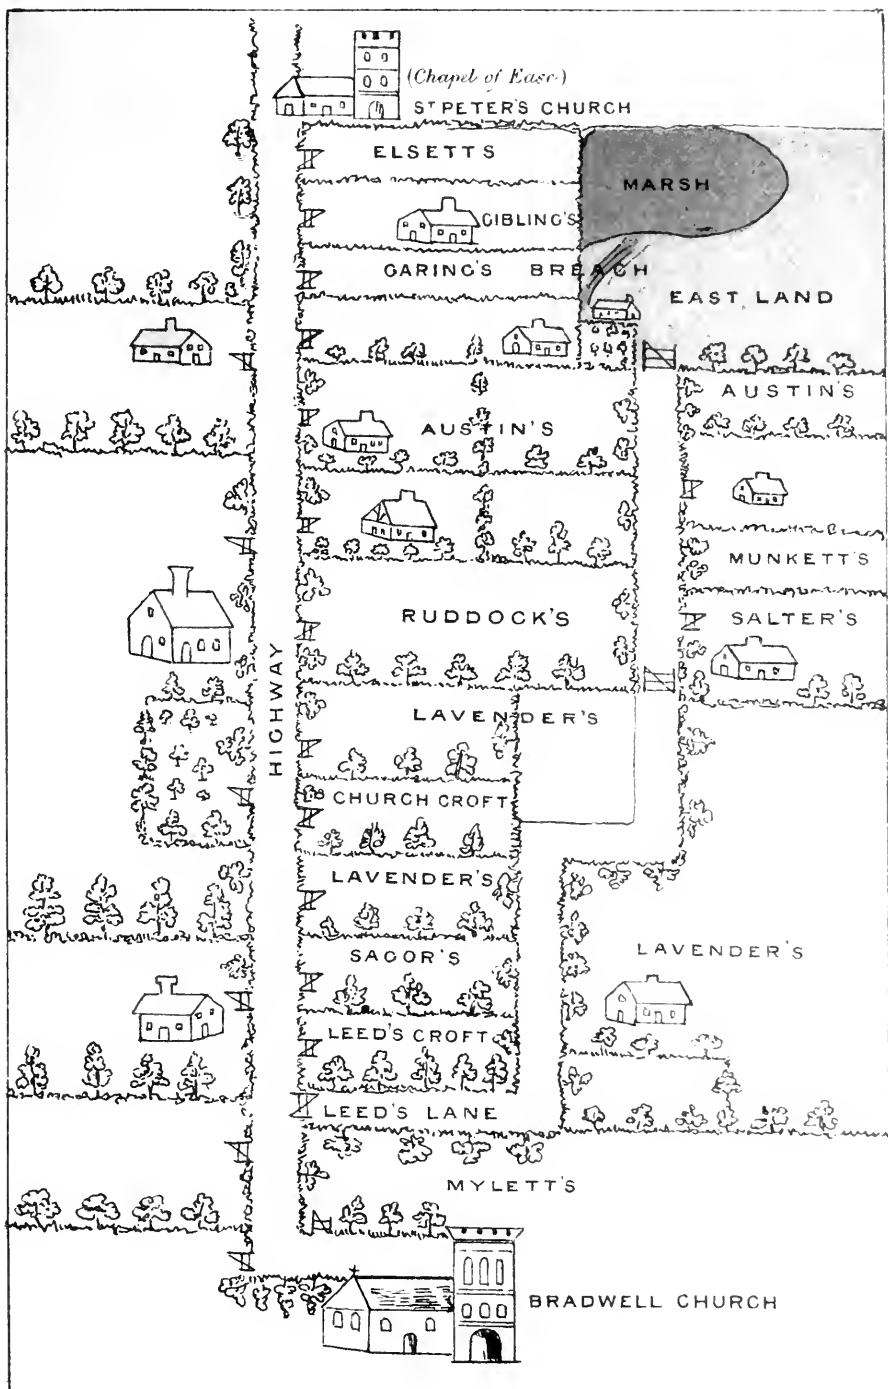 (Chapel of Ease)
ST PETER'S CHURCH
ELSETTS
MARSH
GIBLING'S
GARING'S BREACH
EAST LAND
AUSTIN'S
AUSTIN'S
MUNKETT'S
RUDDOCK'S
SALTER'S
HIGHWAY
LAVENDER'S
CHURCH CROFT
LAVENDER'S
LAVENDER'S
SAGOR'S
LEED'S CROFT
LEED'S LANE
MYLETT'S
BRADWELL CHURCH